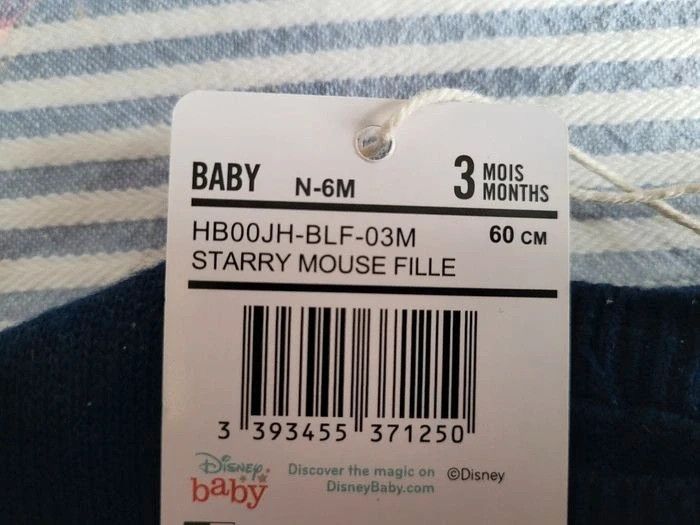 BABY N-6M 3 MOIS MONTHS
HB00JH-BLF-03M 60 CM
STARRY MOUSE FILLE
3 393455 371250
Disney baby
Discover the magic on ©Disney
DisneyBaby.com